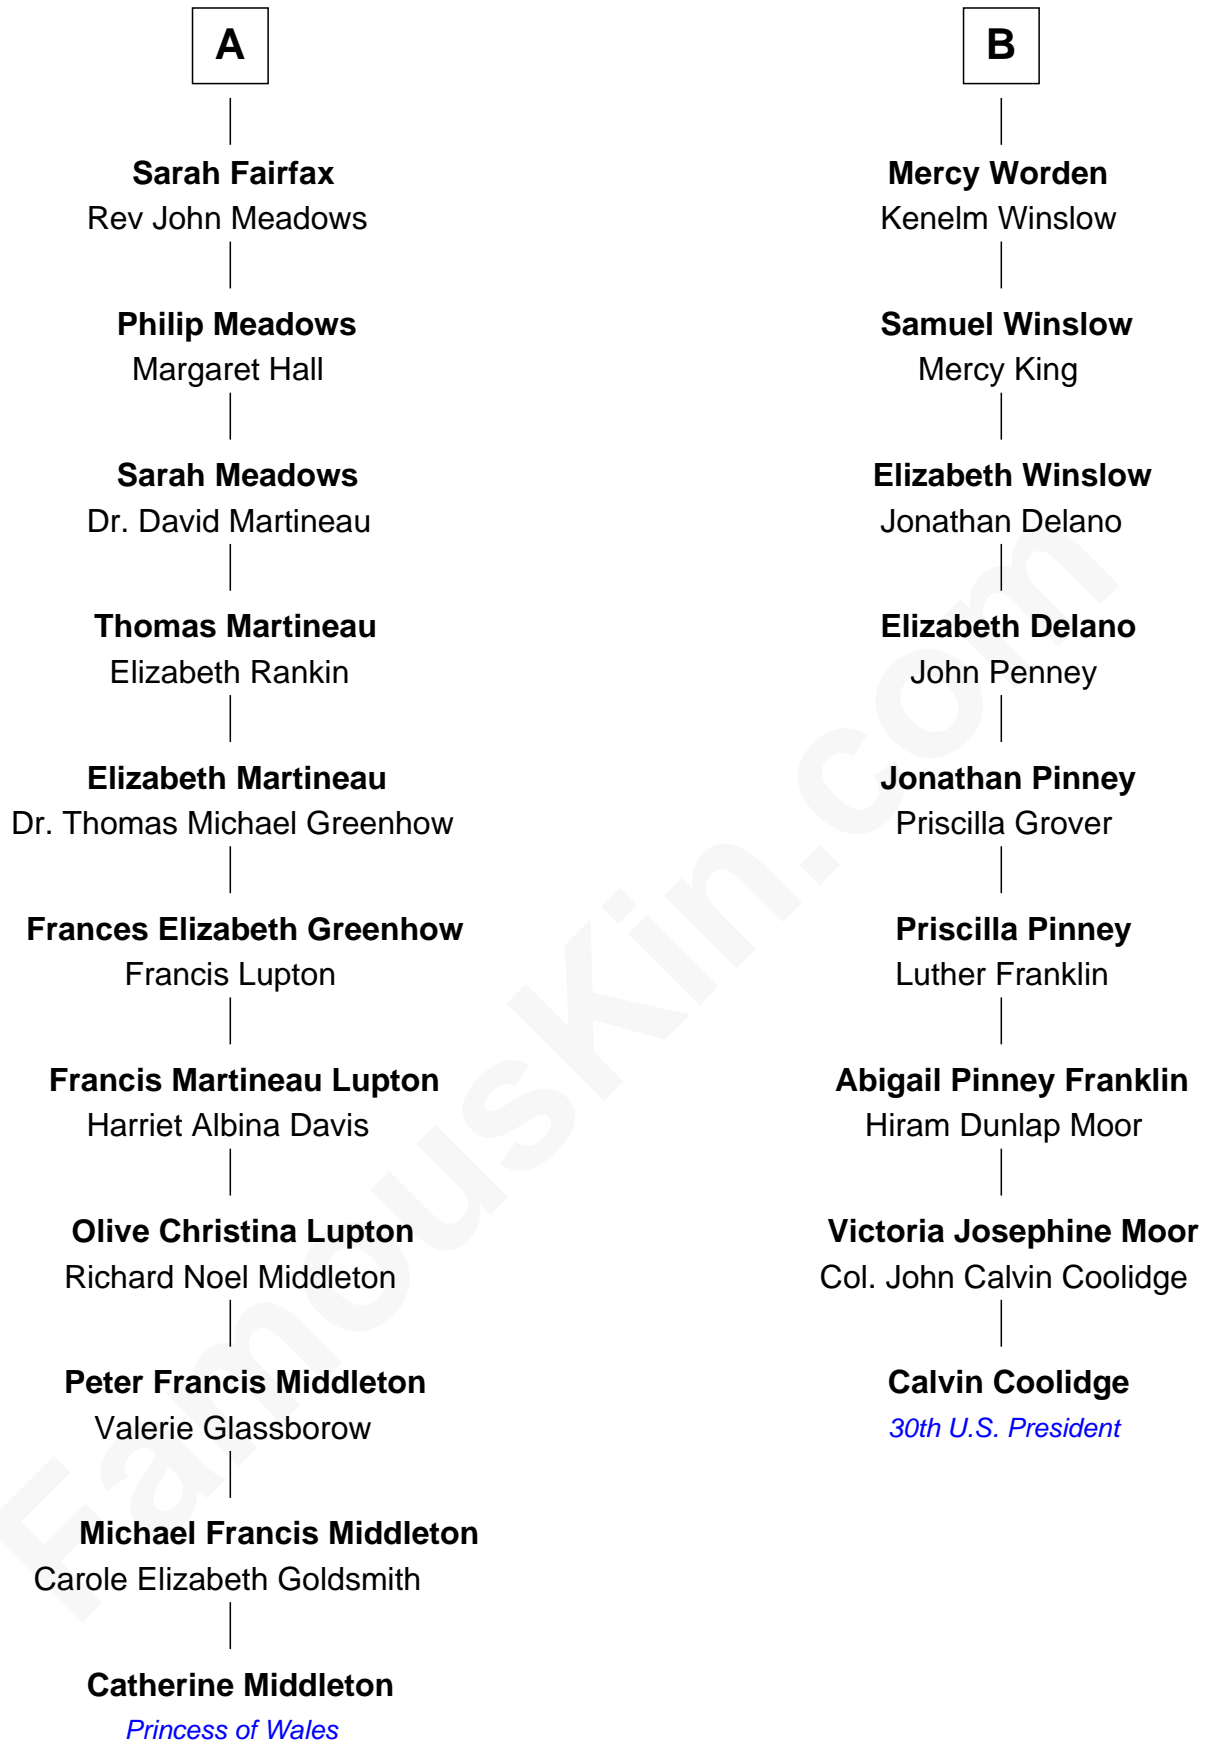 A
Sarah Fairfax
Rev John Meadows
Philip Meadows
Margaret Hall
Sarah Meadows
Dr. David Martineau
Thomas Martineau
Elizabeth Rankin
Elizabeth Martineau
Dr. Thomas Michael Greenhow
Frances Elizabeth Greenhow
Francis Lupton
Francis Martineau Lupton
Harriet Albina Davis
Olive Christina Lupton
Richard Noel Middleton
Peter Francis Middleton
Valerie Glassborow
Michael Francis Middleton
Carole Elizabeth Goldsmith
Catherine Middleton
Princess of Wales
B
Mercy Worden
Kenelm Winslow
Samuel Winslow
Mercy King
Elizabeth Winslow
Jonathan Delano
Elizabeth Delano
John Penney
Jonathan Pinney
Priscilla Grover
Priscilla Pinney
Luther Franklin
Abigail Pinney Franklin
Hiram Dunlap Moor
Victoria Josephine Moor
Col. John Calvin Coolidge
Calvin Coolidge
30th U.S. President
FamousKin.com